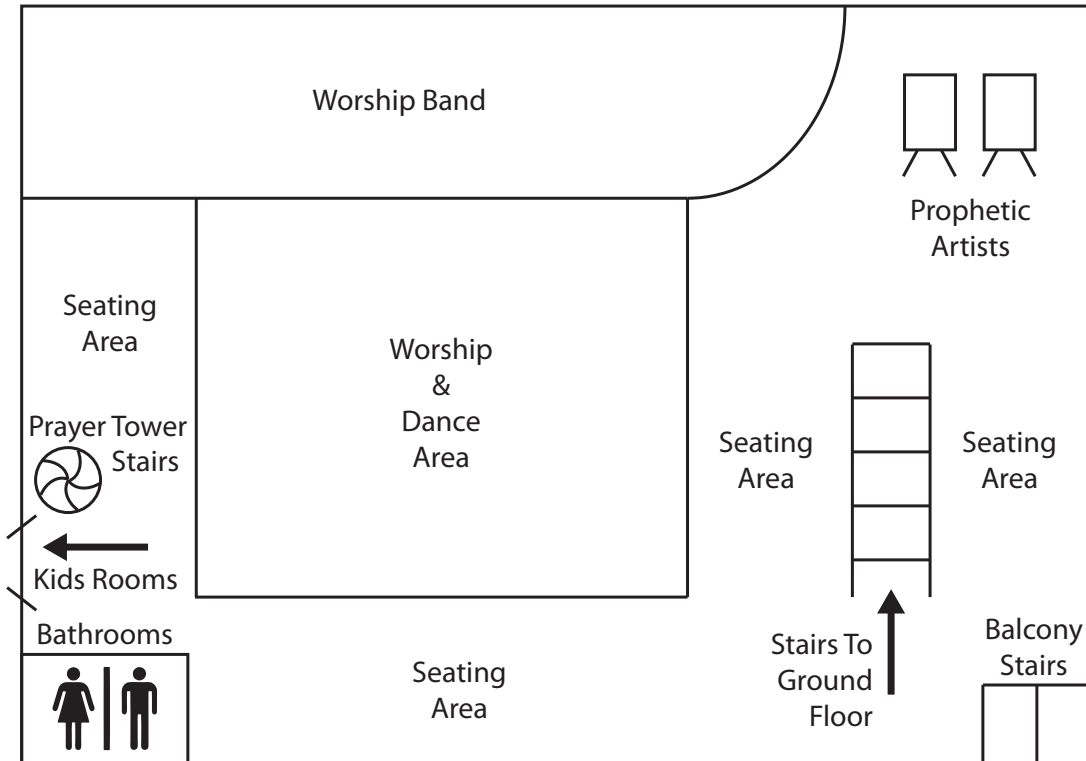 Worship Band
Prophetic
Artists
Seating
Area
Worship
&
Dance
Area
Prayer Tower
Stairs
Seating
Area
Seating
Area
Kids Rooms
Bathrooms
Seating
Area
Stairs To
Ground
Floor
Balcony
Stairs